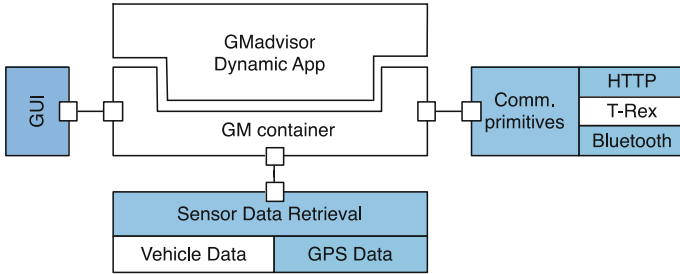 GMadvisor
Dynamic App
GUI
GM container
Comm.
primitives
HTTP
T-Rex
Bluetooth
Sensor Data Retrieval
Vehicle Data
GPS Data